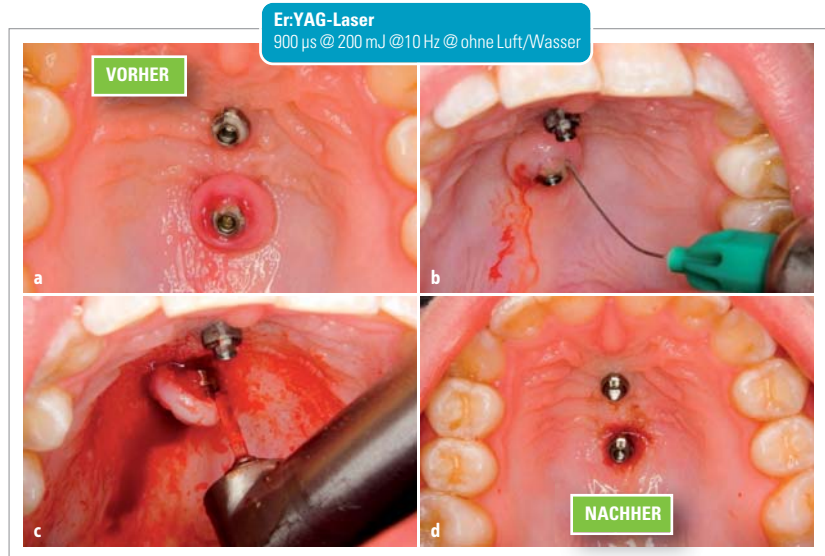 Er:YAG-Laser
900 µs @ 200 mJ @10 Hz @ ohne Luft/Wasser
VORHER
a
b
c
d
NACHHER